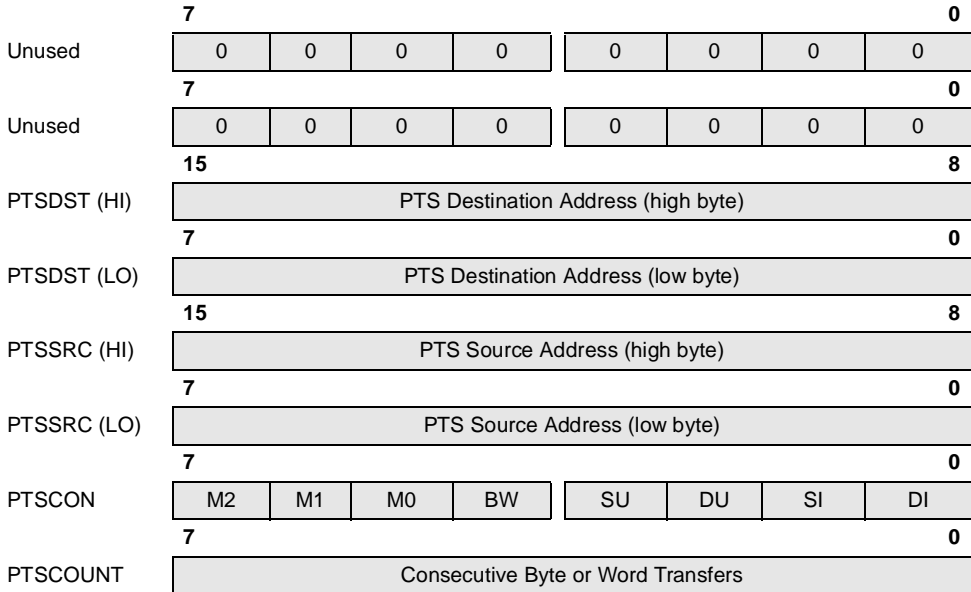 7 0
Unused 0 0 0 0 0 0 0 0
7 0
Unused 0 0 0 0 0 0 0 0
15 8
PTSDST (HI) PTS Destination Address (high byte)
7 0
PTSDST (LO) PTS Destination Address (low byte)
15 8
PTSSRC (HI) PTS Source Address (high byte)
7 0
PTSSRC (LO) PTS Source Address (low byte)
7 0
PTSCON M2 M1 M0 BW SU DU SI DI
7 0
PTSCOUNT Consecutive Byte or Word Transfers